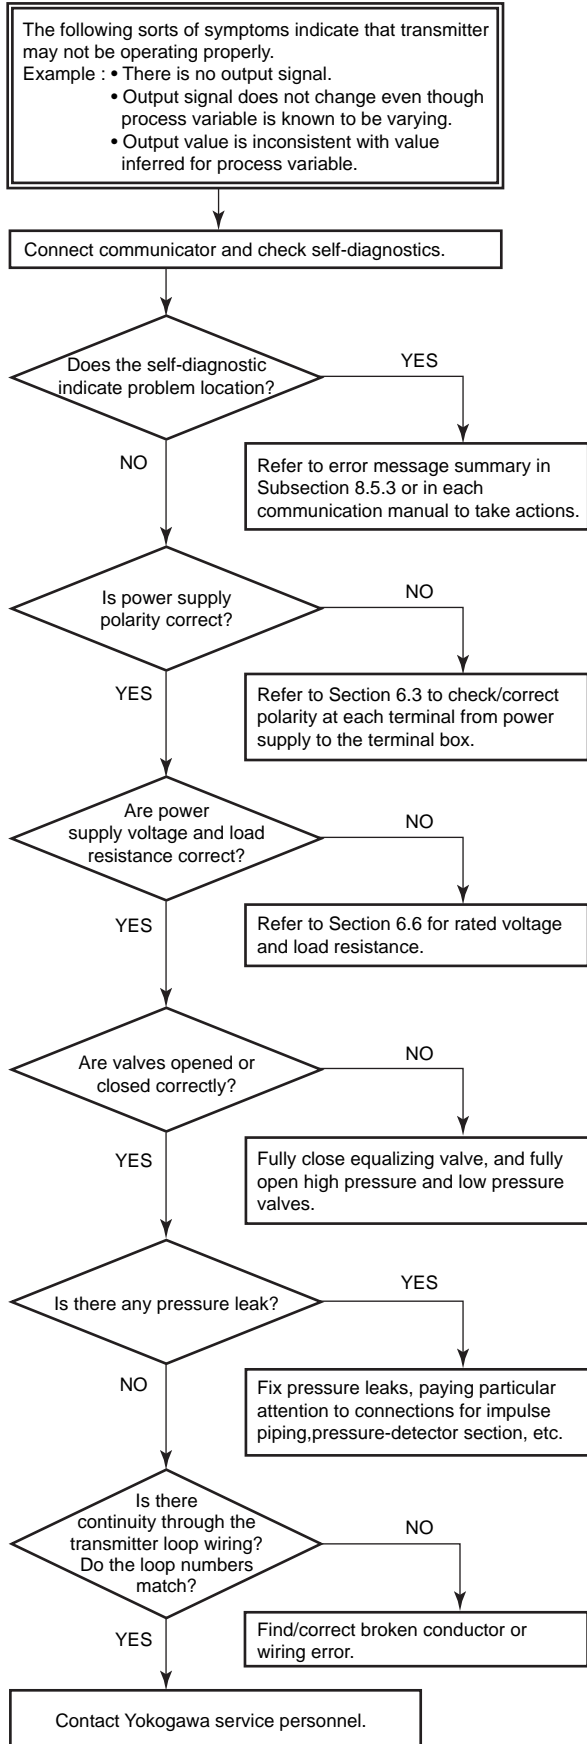 The following sorts of symptoms indicate that transmitter
may not be operating properly.
Example : • There is no output signal.
• Output signal does not change even though
process variable is known to be varying.
• Output value is inconsistent with value
inferred for process variable.
Connect communicator and check self-diagnostics.
Does the self-diagnostic
indicate problem location?
YES
NO
Refer to error message summary in
Subsection 8.5.3 or in each
communication manual to take actions.
Is power supply
polarity correct?
NO
YES
Refer to Section 6.3 to check/correct
polarity at each terminal from power
supply to the terminal box.
Are power
supply voltage and load
resistance correct?
NO
YES
Refer to Section 6.6 for rated voltage
and load resistance.
Are valves opened or
closed correctly?
NO
YES
Fully close equalizing valve, and fully
open high pressure and low pressure
valves.
Is there any pressure leak?
YES
NO
Fix pressure leaks, paying particular
attention to connections for impulse
piping,pressure-detector section, etc.
Is there
continuity through the
transmitter loop wiring?
Do the loop numbers
match?
NO
YES
Find/correct broken conductor or
wiring error.
Contact Yokogawa service personnel.